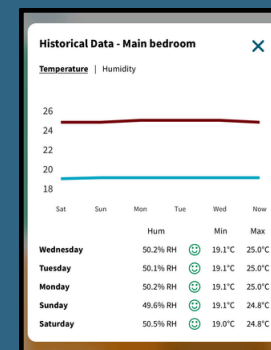 Historical Data - Main bedroom
Temperature | Humidity
26
24
22
20
18
Sat Sun Mon Tue Wed Now
Hum Min Max
Wednesday 50.2% RH 19.1°C 25.0°C
Tuesday 50.1% RH 19.1°C 25.0°C
Monday 50.2% RH 19.1°C 25.0°C
Sunday 49.6% RH 19.1°C 24.8°C
Saturday 50.5% RH 19.0°C 24.8°C